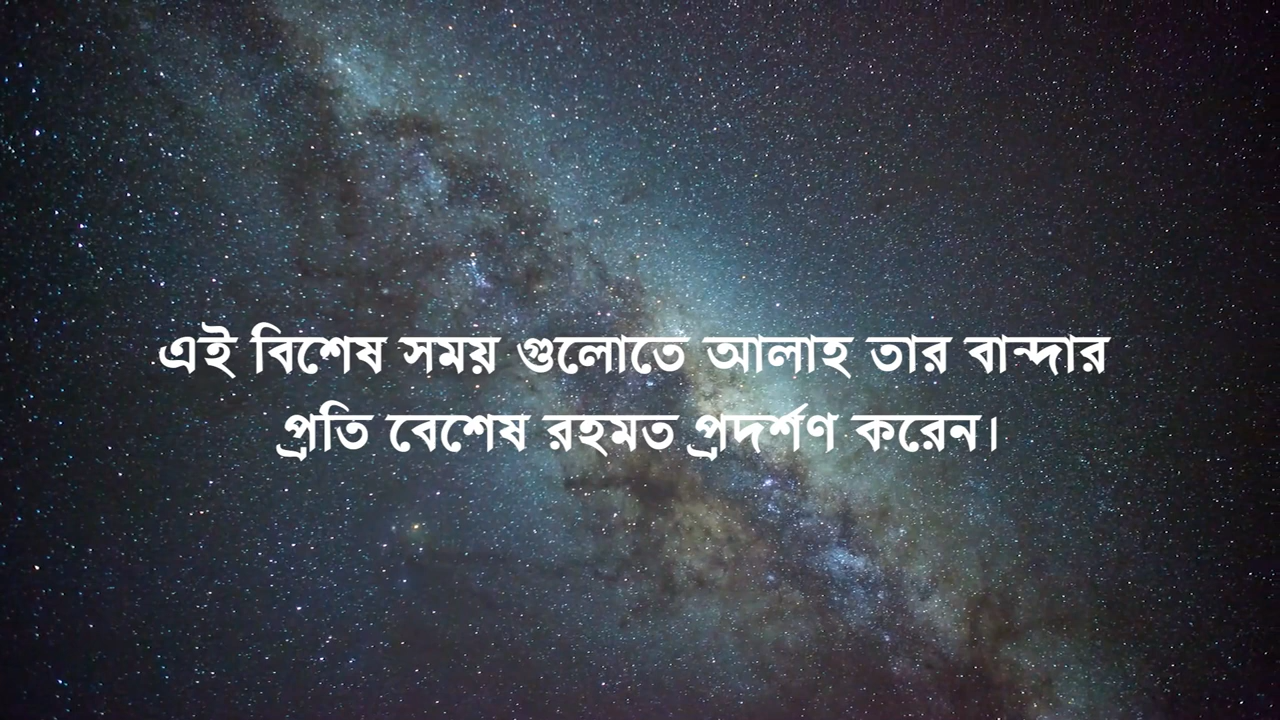 এই বিশেষ সময় গুলোতে আলাহ তার বান্দার
প্রতি বেশেষ রহমত প্রদর্শণ করেন।